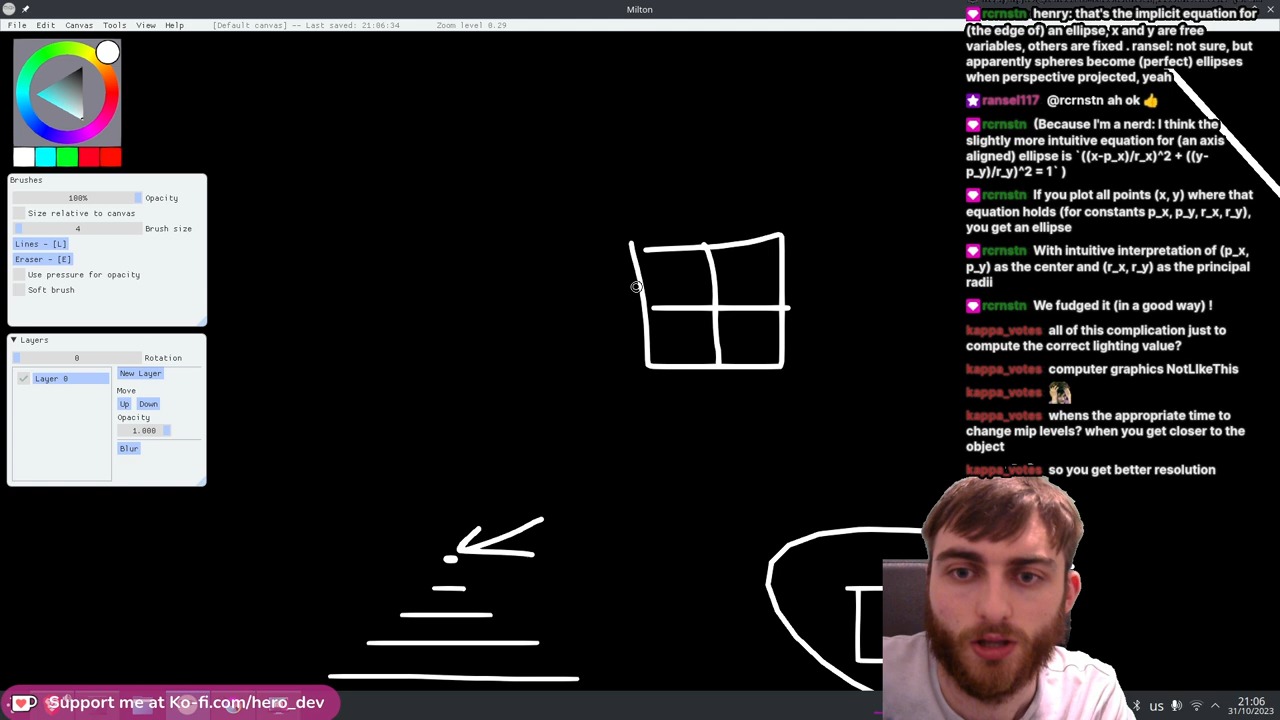 Milton
File Edit Canvas Tools View Help [Default canvas] -- Last saved: 21:06:34 Zoom level 0.29
Brushes
100% Opacity
Size relative to canvas
4 Brush size
Lines - [L]
Eraser - [E]
Use pressure for opacity
Soft brush
Layers
0 Rotation
Layer 0
New Layer
Move
Up Down
Opacity
1.000
Blur
rcrnstn henry: that's the implicit equation for
(the edge of) an ellipse, x and y are free
variables, others are fixed . ransel: not sure, but
apparently spheres become (perfect) ellipses
when perspective projected, yeah
ransel117 @rcrnstn ah ok 👍
rcrnstn (Because I'm a nerd: I think the
slightly more intuitive equation for (an axis
aligned) ellipse is `((x-p_x)/r_x)^2 + ((y-
p_y)/r_y)^2 = 1` )
rcrnstn If you plot all points (x, y) where that
equation holds (for constants p_x, p_y, r_x, r_y),
you get an ellipse
rcrnstn With intuitive interpretation of (p_x,
p_y) as the center and (r_x, r_y) as the principal
radii
rcrnstn We fudged it (in a good way) !
kappa_votes all of this complication just to
compute the correct lighting value?
kappa_votes computer graphics NotLIkeThis
kappa_votes
kappa_votes whens the appropriate time to
change mip levels? when you get closer to the
object
kappa_votes so you get better resolution
Support me at Ko-fi.com/hero_dev
US
21:06
31/10/2023